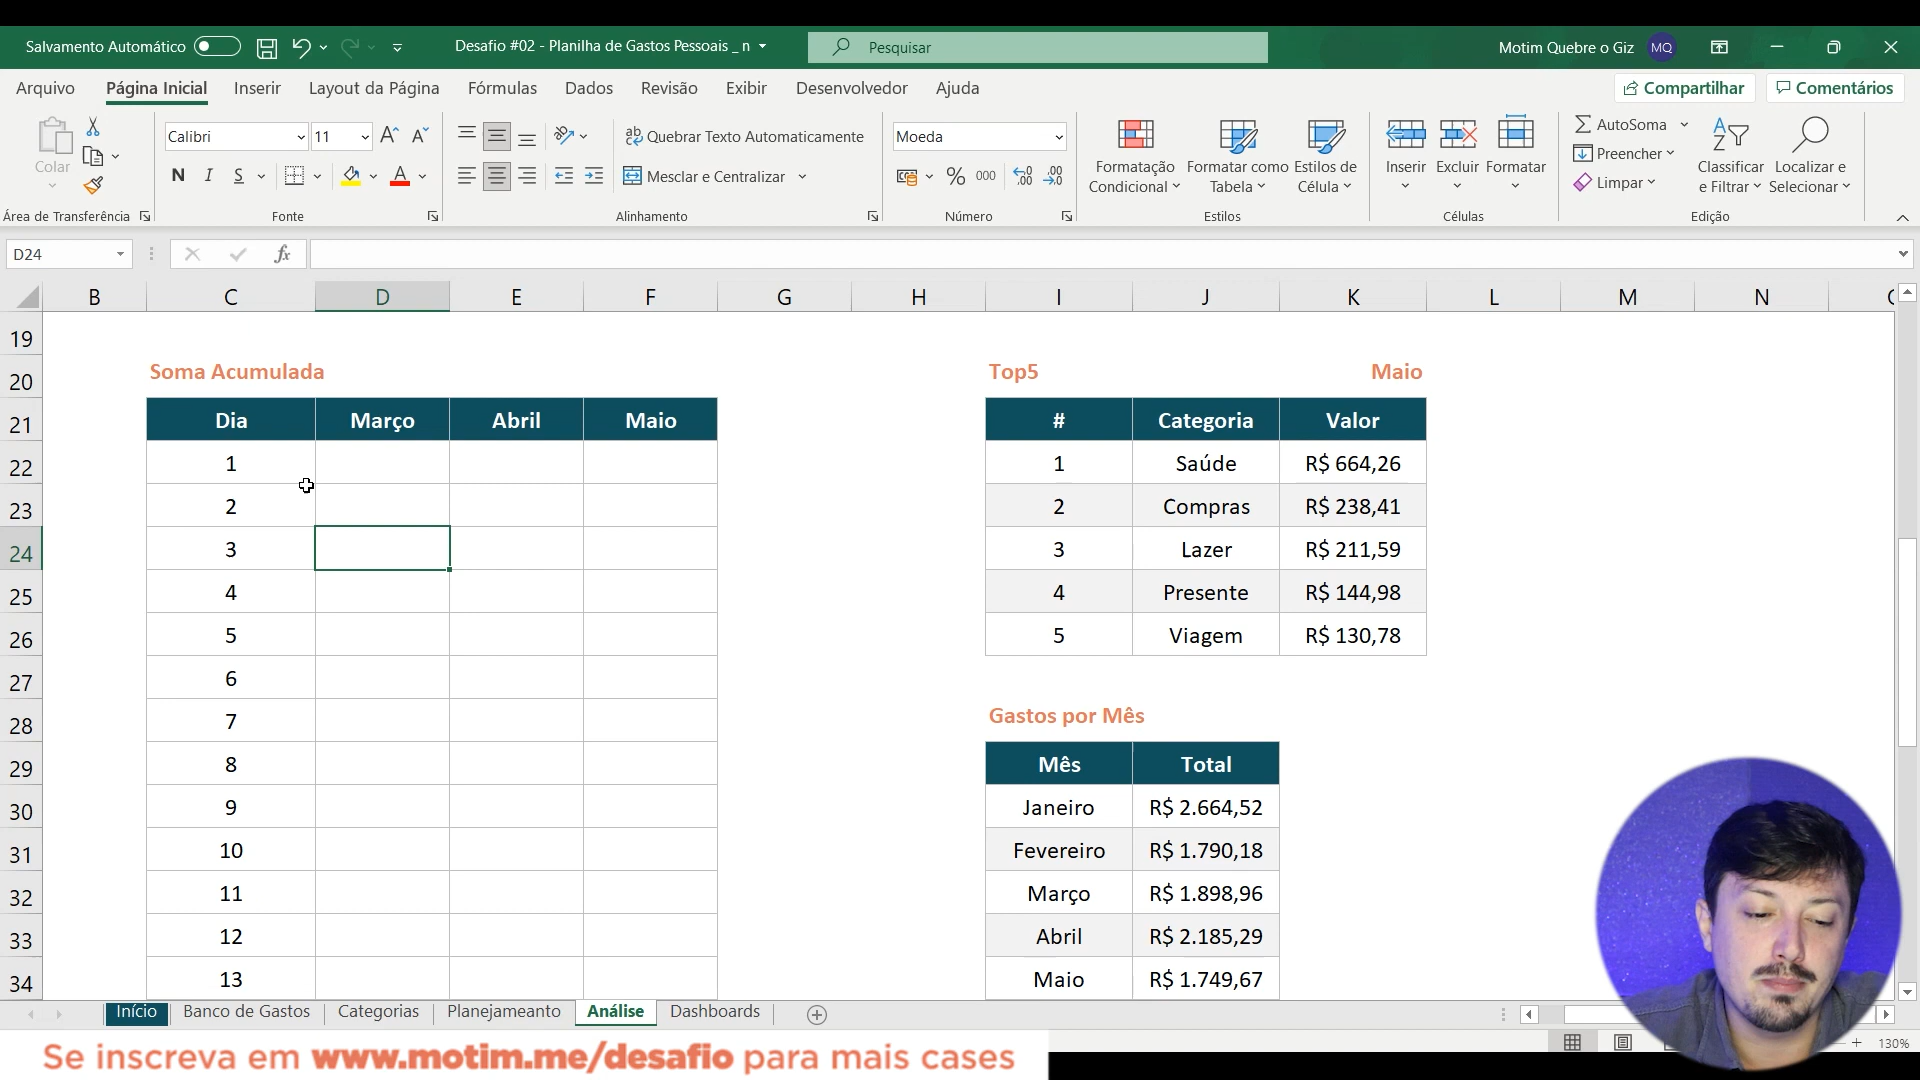 Salvamento Automático
Desafio #02 - Planilha de Gastos Pessoais _ n
Pesquisar
Motim Quebre o Giz
MQ
Arquivo Página Inicial Inserir Layout da Página Fórmulas Dados Revisão Exibir Desenvolvedor Ajuda
Compartilhar Comentários
Colar
Calibri 11
N I S
Quebrar Texto Automaticamente
Mescle e Centralizar
Moeda
% 000
Formatação Condicional
Formatar como Tabela
Estilos de Célula
Inserir Excluir Formatar
AutoSoma
Preencher
Limpar
Classificar e Filtrar
Localizar e Selecionar
Área de Transferência Fonte Alinhamento Número Estilos Células Edição
D24 fx
B C D E F G H I J K L M N
19
20 Soma Acumulada Top5 Maio
21 Dia Março Abril Maio # Categoria Valor
22 1 1 Saúde R$ 664,26
23 2 2 Compras R$ 238,41
24 3 3 Lazer R$ 211,59
25 4 4 Presente R$ 144,98
26 5 5 Viagem R$ 130,78
27 6
28 7 Gastos por Mês
29 8 Mês Total
30 9 Janeiro R$ 2.664,52
31 10 Fevereiro R$ 1.790,18
32 11 Março R$ 1.898,96
33 12 Abril R$ 2.185,29
34 13 Maio R$ 1.749,67
Início Banco de Gastos Categorias Planejameanto Análise Dashboards
130%
Se inscreva em www.motim.me/desafio para mais cases